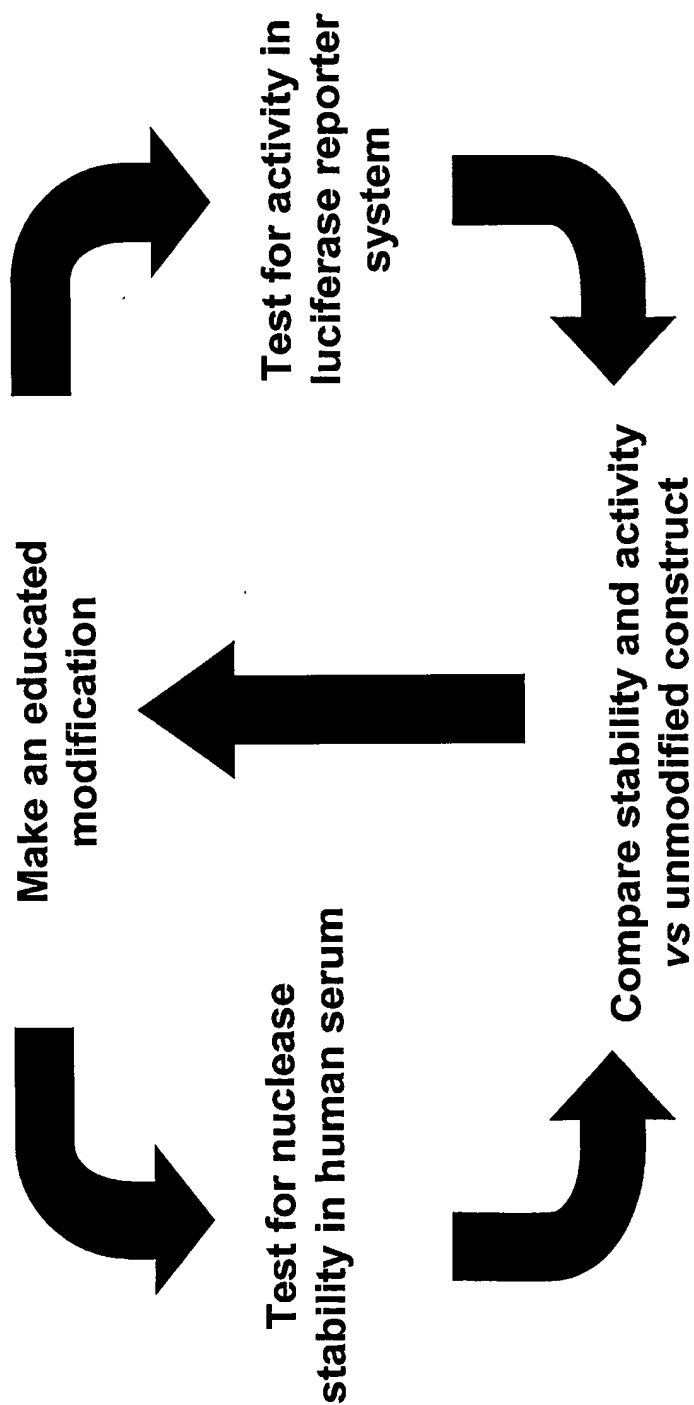 Make an educated
modification
Test for nuclease
stability in human serum
Test for activity in
luciferase reporter
system
Compare stability and activity
vs unmodified construct